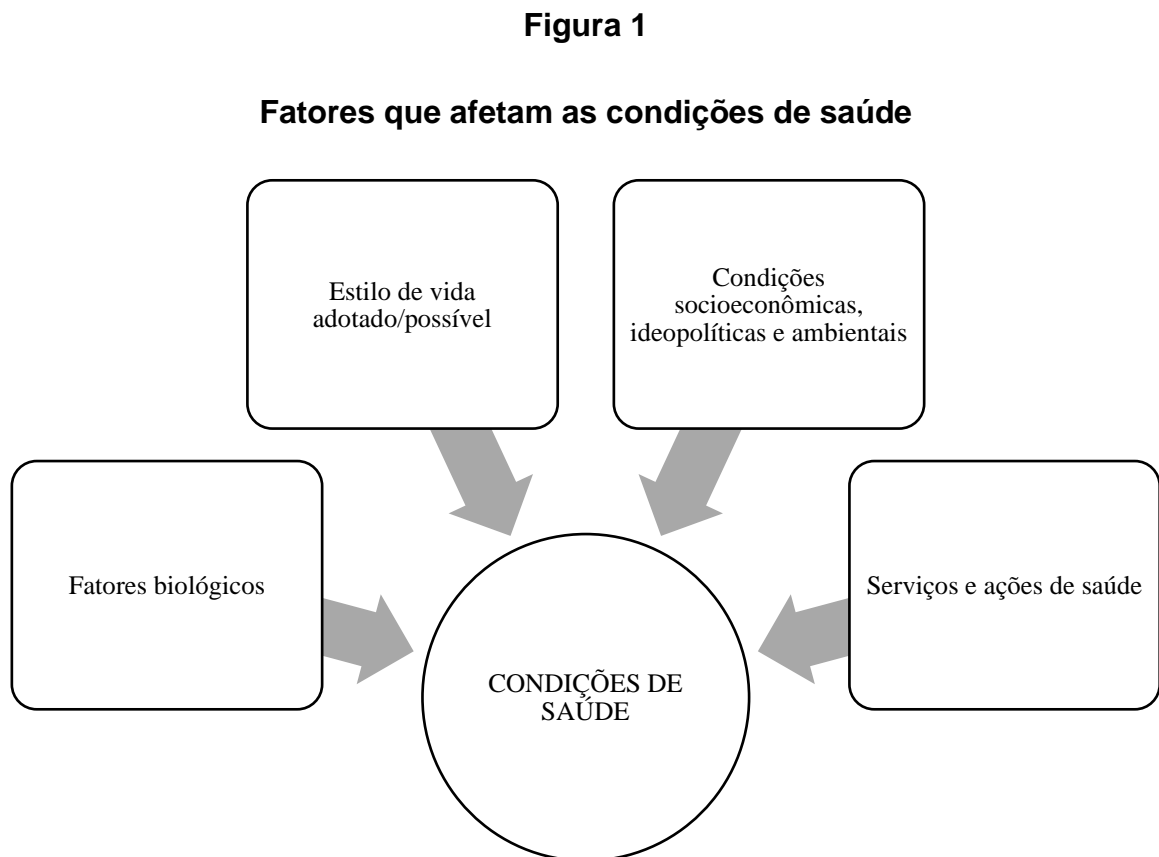 Figura 1
Fatores que afetam as condições de saúde
Estilo de vida
adotado/possível
Condições
socioeconômicas,
ideopolíticas e ambientais
Fatores biológicos
Serviços e ações de saúde
CONDIÇÕES DE
SAÚDE